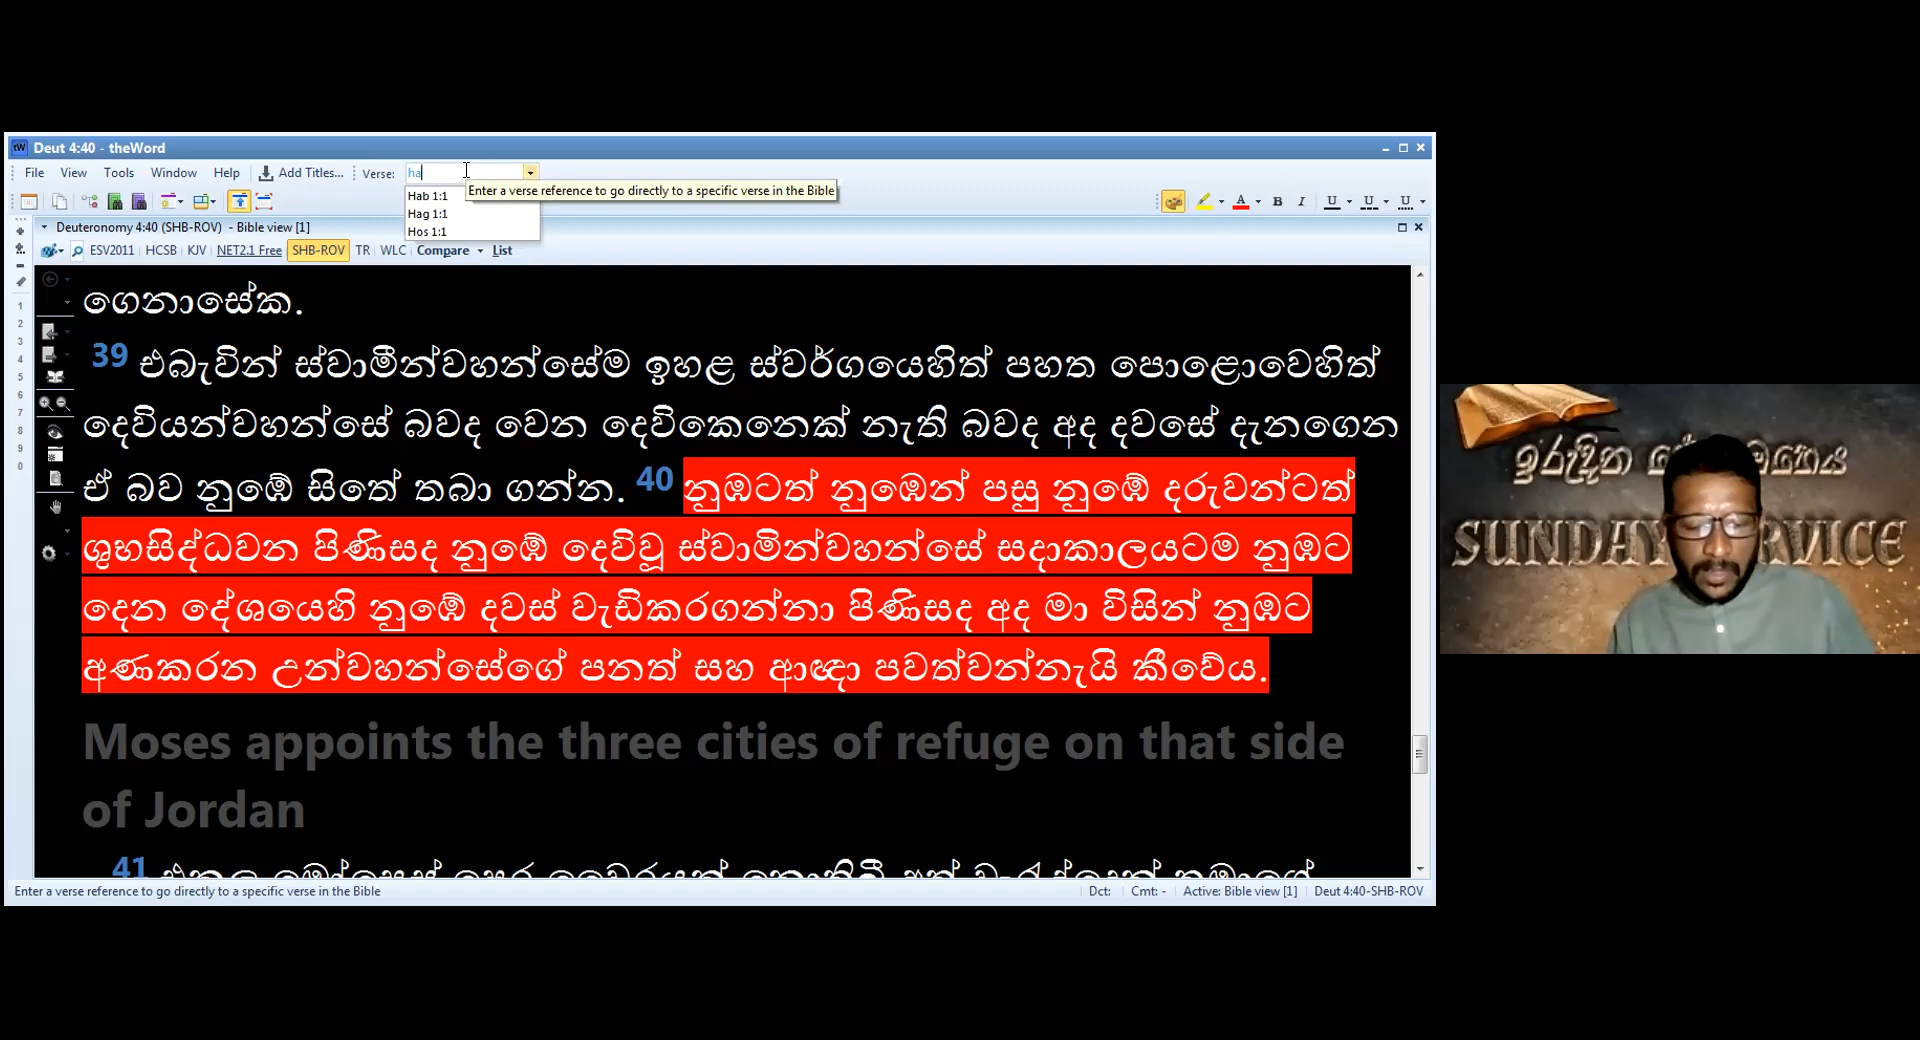 Deut 4:40 - theWord
File View Tools Window Help Add Titles... Verse: ha
Enter a verse reference to go directly to a specific verse in the Bible
Hab 1:1
Hag 1:1
Hos 1:1
Deuteronomy 4:40 (SHB-ROV) - Bible view [1]
ESV2011 HCSB KJV NET2.1 Free SHB-ROV TR WLC Compare List
ගෙනාසේක.
39 එබැවින් ස්වාමීන්වහන්සේම ඉහළ ස්වර්ගයෙහිත් පහත පොළොවෙහිත්
දෙවියන්වහන්සේ බවද වෙන දෙවිකෙනෙක් නැති බවද අද දවසේ දැනගෙන
ඒ බව නුඹේ සිතේ තබා ගන්න. 40 නුඹටත් නුඹෙන් පසු නුඹේ දරුවන්ටත්
ශුභසිද්ධවන පිණිසද නුඹේ දෙවිවූ ස්වාමින්වහන්සේ සදාකාලයටම නුඹට
දෙන දේශයෙහි නුඹේ දවස් වැඩිකරගන්නා පිණිසද අද මා විසින් නුඹට
අණකරන උන්වහන්සේගේ පනත් සහ ආඥා පවත්වන්නැයි කීවේය.
Moses appoints the three cities of refuge on that side
of Jordan
41
Enter a verse reference to go directly to a specific verse in the Bible
Dct: Cmt: - Active: Bible view [1] Deut 4:40-SHB-ROV
ඉරුදින
SUNDAY